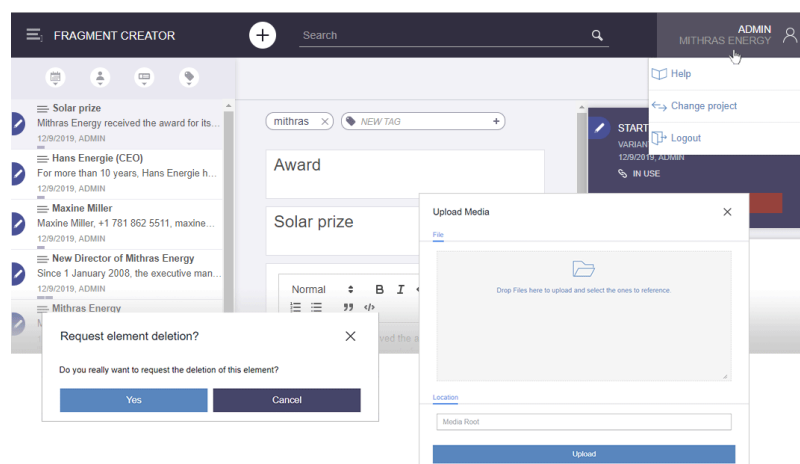 FRAGMENT CREATOR
Search
ADMIN
MITHRAS ENERGY
Help
Change project
Logout
Solar prize
Mithras Energy received the award for its...
12/9/2019, ADMIN
Hans Energie (CEO)
For more than 10 years, Hans Energie h...
12/9/2019, ADMIN
Maxine Miller
Maxine Miller, +1 781 862 5511, maxine...
12/9/2019, ADMIN
New Director of Mithras Energy
Since 1 January 2008, the executive man...
12/9/2019, ADMIN
Mithras Energy
mithras
NEW TAG
Award
Solar prize
Normal
B I
ved the a
START
VARIAN
12/9/2019, ADMIN
IN USE
Request element deletion?
Do you really want to request the deletion of this element?
Yes
Cancel
Upload Media
File
Drop Files here to upload and select the ones to reference.
Location
Media Root
Upload